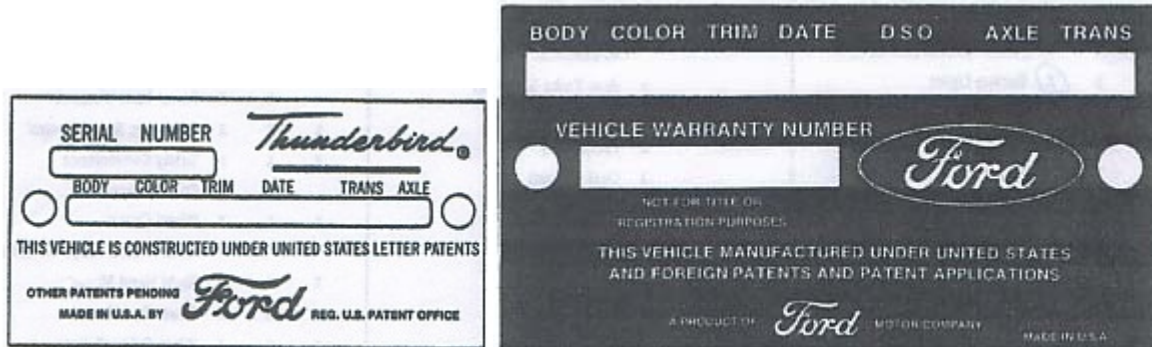 SERIAL NUMBER Thunderbird®
BODY COLOR TRIM DATE TRANS AXLE
THIS VEHICLE IS CONSTRUCTED UNDER UNITED STATES LETTER PATENTS
OTHER PATENTS PENDING
MADE IN U.S.A. BY Ford REG. U.S. PATENT OFFICE
BODY COLOR TRIM DATE DSO AXLE TRANS
VEHICLE WARRANTY NUMBER
Ford
NOT FOR TITLE OR
REGISTRATION PURPOSES
THIS VEHICLE MANUFACTURED UNDER UNITED STATES
AND FOREIGN PATENTS AND PATENT APPLICATIONS
A PRODUCT OF Ford MOTOR COMPANY
MADE IN U.S.A